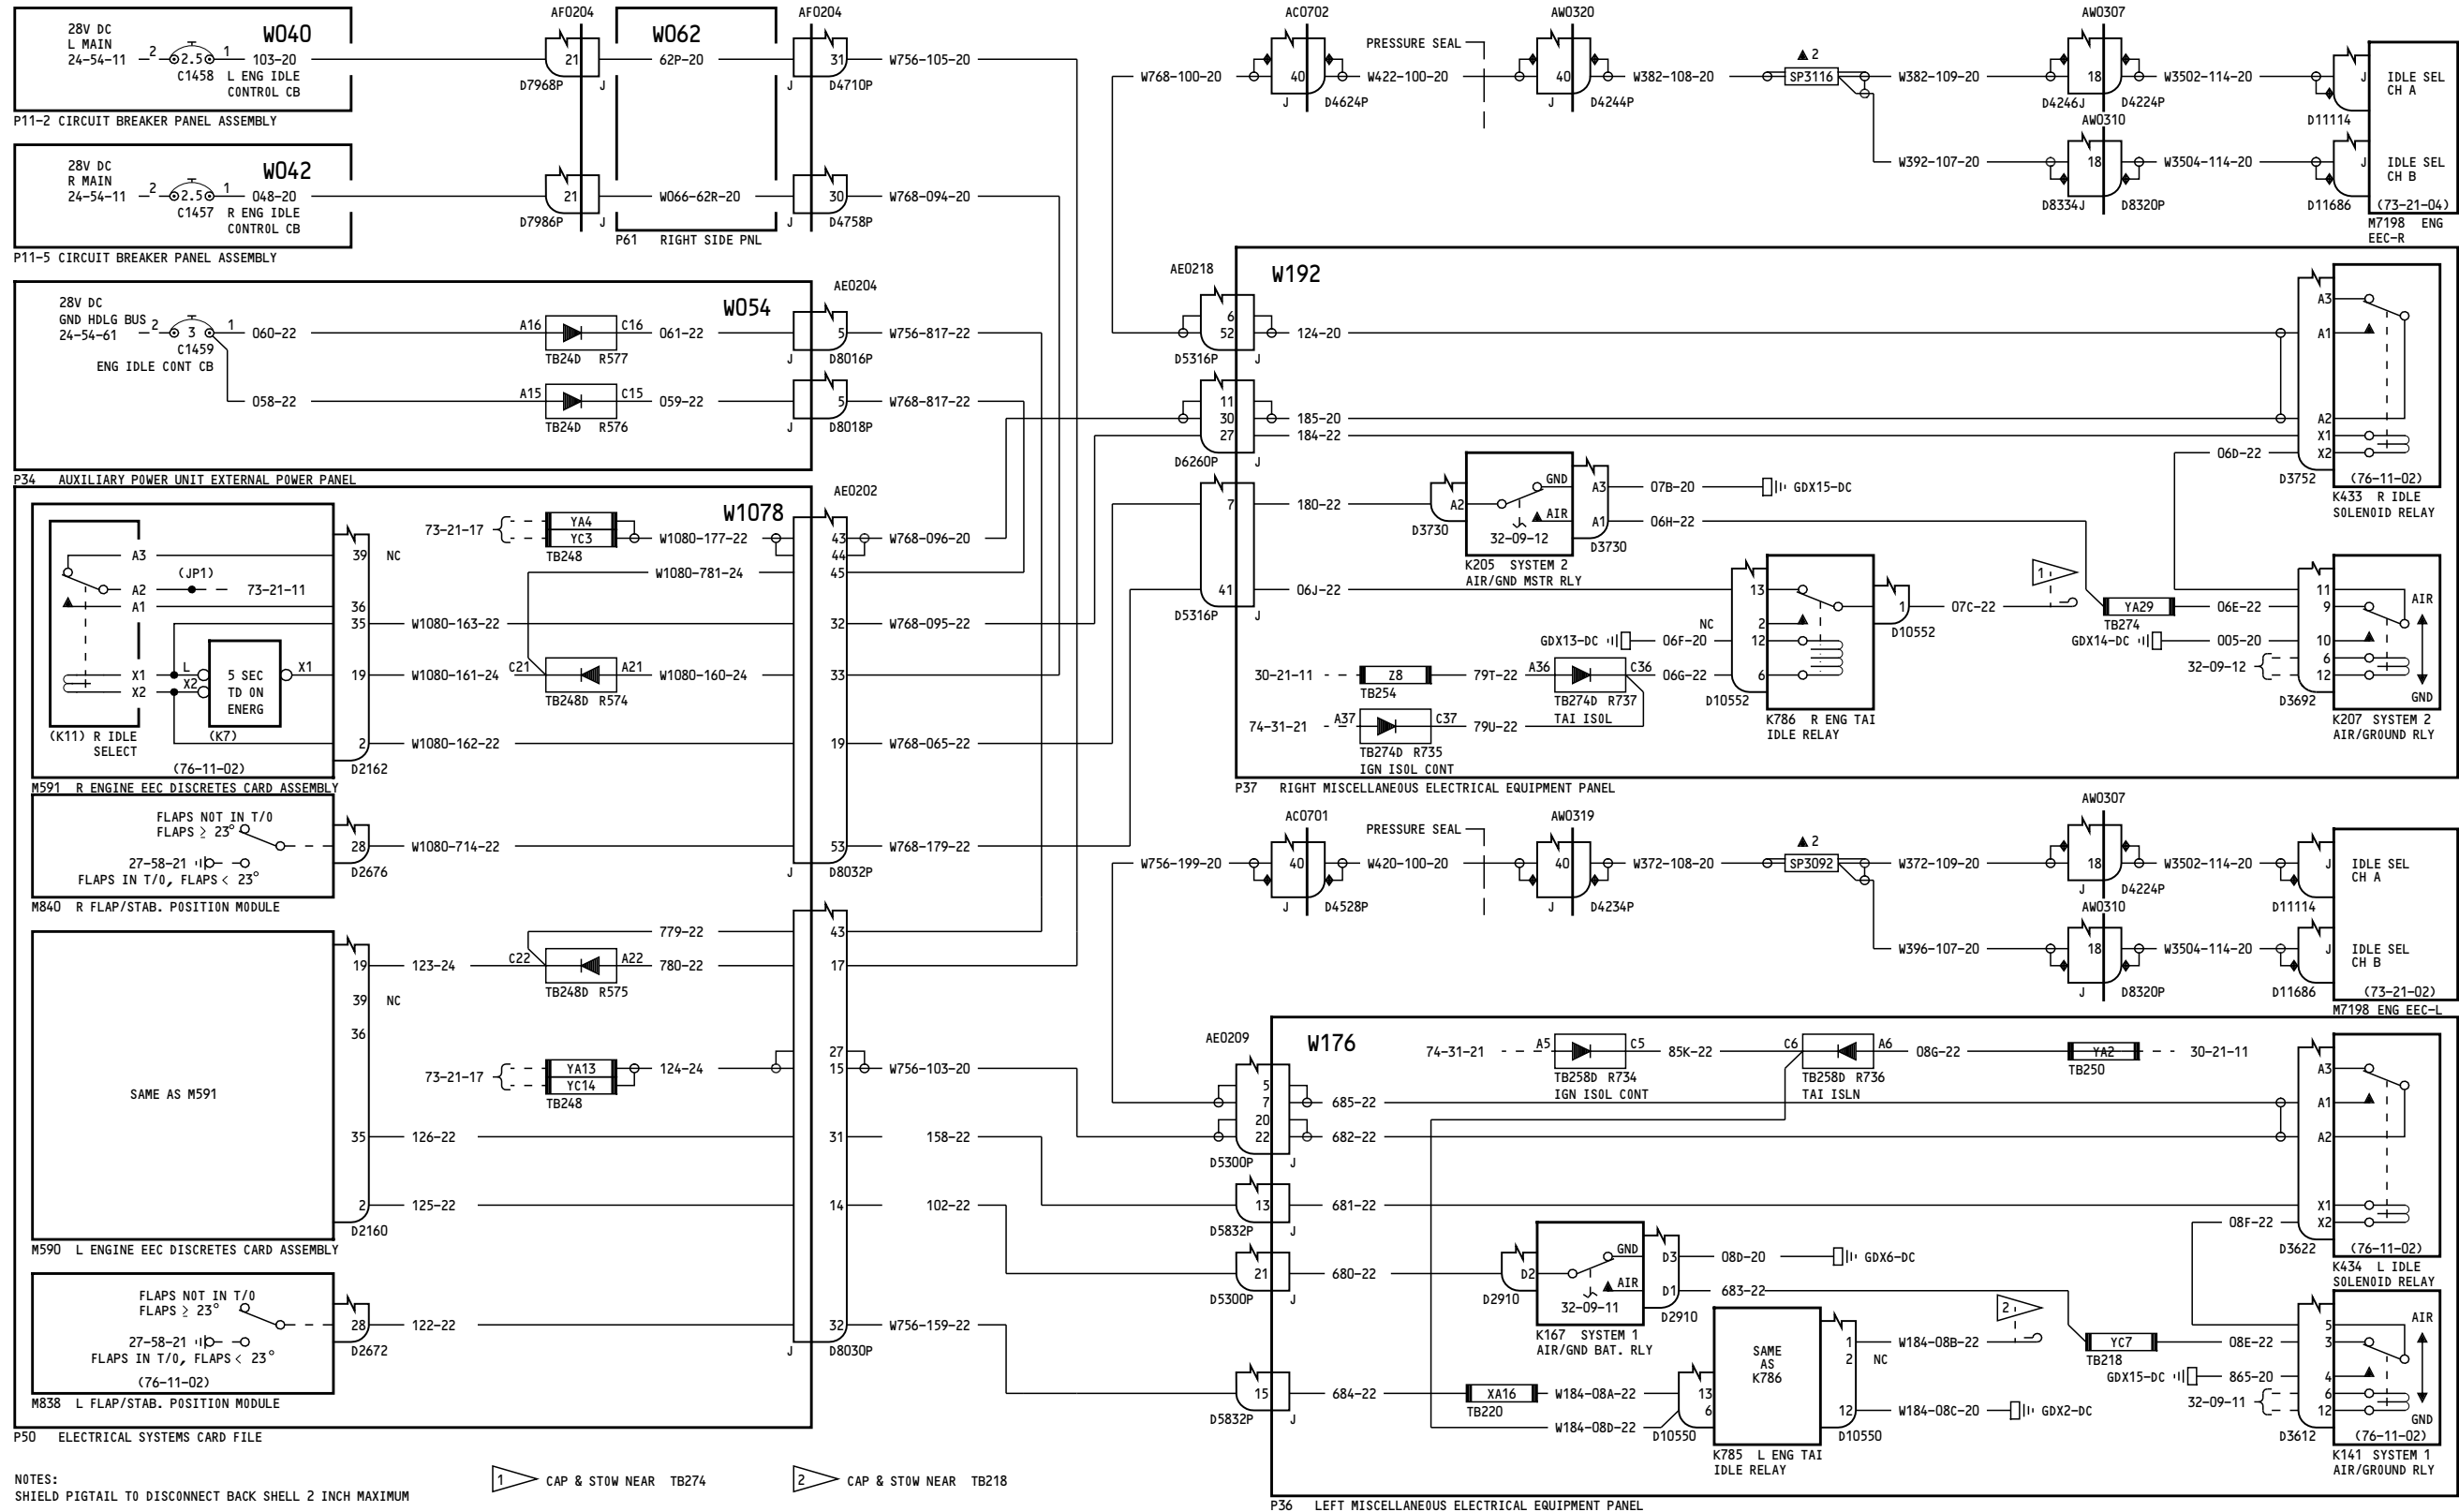 28V DC
L MAIN
24-54-11
2
2.5
1
C1458
W040
103-20
L ENG IDLE
CONTROL CB
P11-2 CIRCUIT BREAKER PANEL ASSEMBLY
AF0204
21
D7968P
J
W062
62P-20
AF0204
31
J
D4710P
W756-105-20
28V DC
R MAIN
24-54-11
2
2.5
1
C1457
W042
048-20
R ENG IDLE
CONTROL CB
P11-5 CIRCUIT BREAKER PANEL ASSEMBLY
21
D7986P
J
W066-62R-20
P61 RIGHT SIDE PNL
30
J
D4758P
W768-094-20
28V DC
GND HDLG BUS
24-54-61
2
3
1
C1459
ENG IDLE CONT CB
W054
060-22
A16
C16
TB24D R577
061-22
AE0204
5
J
D8016P
W756-817-22
058-22
A15
C15
TB24D R576
059-22
5
J
D8018P
W768-817-22
P34 AUXILIARY POWER UNIT EXTERNAL POWER PANEL
W1078
AE0202
A3
A2
A1
(JP1)
73-21-11
X1
X2
L
X2
5 SEC
TD ON
ENERG
X1
(K11) R IDLE
SELECT
(K7)
(76-11-02)
M591 R ENGINE EEC DISCRETES CARD ASSEMBLY
39
NC
36
35
19
2
D2162
73-21-17
YA4
YC3
TB248
W1080-177-22
W1080-781-24
W1080-163-22
W1080-161-24
C21
A21
TB248D R574
W1080-160-24
W1080-162-22
43
44
45
32
33
19
53
J
D8032P
W768-096-20
W768-095-22
W768-065-22
W768-179-22
FLAPS NOT IN T/O
FLAPS ≥ 23°
27-58-21
FLAPS IN T/O, FLAPS < 23°
28
D2676
W1080-714-22
M840 R FLAP/STAB. POSITION MODULE
SAME AS M591
19
39
NC
36
35
2
D2160
M590 L ENGINE EEC DISCRETES CARD ASSEMBLY
779-22
123-24
C22
A22
TB248D R575
780-22
73-21-17
YA13
YC14
TB248
124-24
126-22
125-22
43
17
27
15
31
14
32
J
D8030P
W756-103-20
158-22
102-22
W756-159-22
FLAPS NOT IN T/O
FLAPS ≥ 23°
27-58-21
FLAPS IN T/O, FLAPS < 23°
(76-11-02)
28
D2672
122-22
M838 L FLAP/STAB. POSITION MODULE
P50 ELECTRICAL SYSTEMS CARD FILE
NOTES:
SHIELD PIGTAIL TO DISCONNECT BACK SHELL 2 INCH MAXIMUM
1
CAP & STOW NEAR TB274
2
CAP & STOW NEAR TB218
W768-100-20
AC0702
40
J
D4624P
W422-100-20
PRESSURE SEAL
AW0320
40
J
D4244P
W382-108-20
2
SP3116
W382-109-20
AW0307
18
D4246J
D4224P
W3502-114-20
J
D11114
IDLE SEL
CH A
W392-107-20
AW0310
18
D8334J
D8320P
W3504-114-20
J
D11686
IDLE SEL
CH B
(73-21-04)
M7198 ENG
EEC-R
AE0218
W192
6
52
D5316P
J
124-20
11
30
27
D6260P
J
185-20
184-22
7
41
D5316P
J
180-22
06J-22
A2
D3730
GND
AIR
32-09-12
A3
A1
D3730
K205 SYSTEM 2
AIR/GND MSTR RLY
07B-20
GDX15-DC
06H-22
A3
A1
A2
X1
X2
D3752
(76-11-02)
K433 R IDLE
SOLENOID RELAY
06D-22
GDX13-DC
06F-20
NC
13
2
12
6
D10552
1
D10552
K786 R ENG TAI
IDLE RELAY
07C-22
1
YA29
TB274
06E-22
GDX14-DC
005-20
32-09-12
11
9
10
6
12
D3692
AIR
GND
K207 SYSTEM 2
AIR/GROUND RLY
30-21-11
Z8
TB254
79T-22
A36
C36
TB274D R737
TAI ISOL
06G-22
74-31-21
A37
C37
TB274D R735
IGN ISOL CONT
79U-22
P37 RIGHT MISCELLANEOUS ELECTRICAL EQUIPMENT PANEL
W756-199-20
AC0701
40
J
D4528P
W420-100-20
PRESSURE SEAL
AW0319
40
J
D4234P
W372-108-20
2
SP3092
W372-109-20
AW0307
18
J
D4224P
W3502-114-20
J
D11114
IDLE SEL
CH A
W396-107-20
AW0310
18
J
D8320P
W3504-114-20
J
D11686
IDLE SEL
CH B
(73-21-02)
M7198 ENG EEC-L
AE0209
W176
5
7
20
22
D5300P
J
685-22
682-22
74-31-21
A5
C5
TB258D R734
IGN ISOL CONT
85K-22
C6
A6
TB258D R736
TAI ISLN
08G-22
YA2
TB250
30-21-11
13
D5832P
J
681-22
21
D5300P
J
680-22
15
D5832P
J
684-22
A3
A1
A2
X1
X2
D3622
(76-11-02)
K434 L IDLE
SOLENOID RELAY
08F-22
D2
D2910
GND
AIR
32-09-11
D3
D1
D2910
K167 SYSTEM 1
AIR/GND BAT. RLY
08D-20
GDX6-DC
683-22
XA16
TB220
W184-08A-22
W184-08D-22
13
6
D10550
SAME
AS
K786
1
2
NC
12
D10550
K785 L ENG TAI
IDLE RELAY
W184-08B-22
2
W184-08C-20
GDX2-DC
YC7
TB218
08E-22
GDX15-DC
865-20
32-09-11
5
3
4
6
12
D3612
AIR
GND
(76-11-02)
K141 SYSTEM 1
AIR/GROUND RLY
P36 LEFT MISCELLANEOUS ELECTRICAL EQUIPMENT PANEL